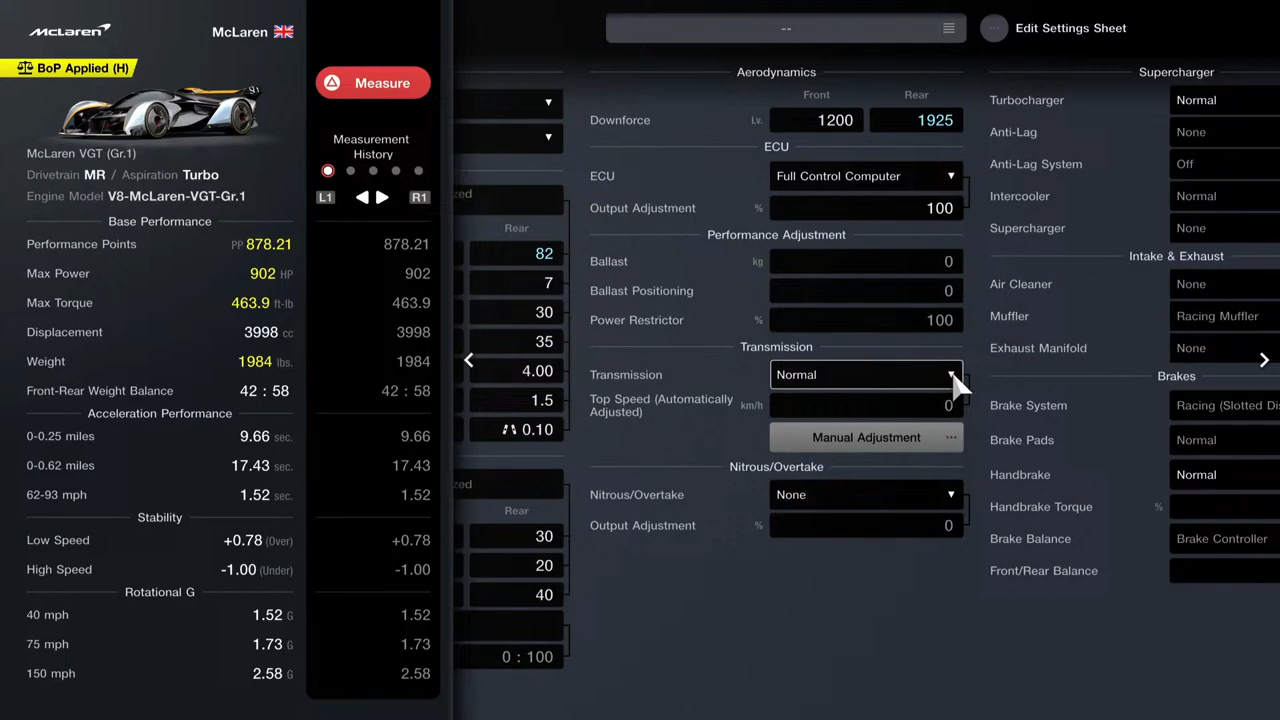 McLaren
McLaren
BoP Applied (H)
McLaren VGT (Gr.1)
Drivetrain MR / Aspiration Turbo
Engine Model V8-McLaren-VGT-Gr.1
Base Performance
Performance Points PP 878.21
Max Power 902 HP
Max Torque 463.9 ft-lb
Displacement 3998 cc
Weight 1984 lbs.
Front-Rear Weight Balance 42 : 58
Acceleration Performance
0-0.25 miles 9.66 sec.
0-0.62 miles 17.43 sec.
62-93 mph 1.52 sec.
Stability
Low Speed +0.78 (Over)
High Speed -1.00 (Under)
Rotational G
40 mph 1.52 G
75 mph 1.73 G
150 mph 2.58 G
Measure
Measurement
History
L1 R1
878.21
902
463.9
3998
1984
42 : 58
9.66
17.43
1.52
+0.78
-1.00
1.52
1.73
2.58
zed
Rear
82
7
30
35
4.00
1.5
0.10
zed
Rear
30
20
40
0 : 100
--
Edit Settings Sheet
Aerodynamics
Front Rear
Downforce Lv. 1200 1925
ECU
ECU Full Control Computer
Output Adjustment % 100
Performance Adjustment
Ballast kg 0
Ballast Positioning 0
Power Restrictor % 100
Transmission
Transmission Normal
Top Speed (Automatically
Adjusted) km/h 0
Manual Adjustment
Nitrous/Overtake
Nitrous/Overtake None
Output Adjustment % 0
Supercharger
Turbocharger Normal
Anti-Lag None
Anti-Lag System Off
Intercooler Normal
Supercharger None
Intake & Exhaust
Air Cleaner None
Muffler Racing Muffler
Exhaust Manifold None
Brakes
Brake System Racing (Slotted Di
Brake Pads Normal
Handbrake Normal
Handbrake Torque %
Brake Balance Brake Controller
Front/Rear Balance